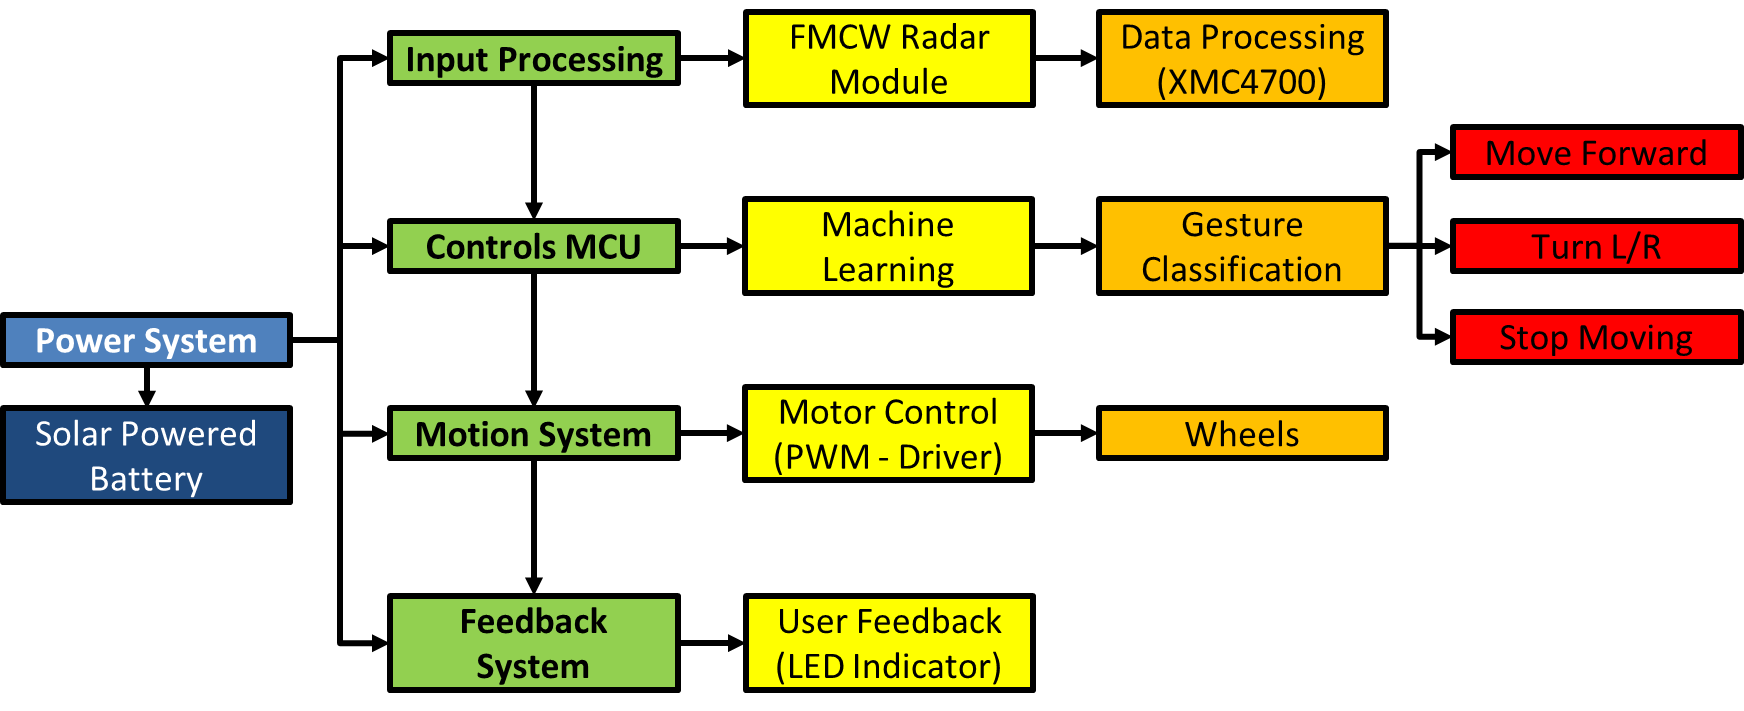 Input Processing
FMCW Radar
Module
Data Processing
(XMC4700)
Move Forward
Controls MCU
Machine
Learning
Gesture
Classification
Turn L/R
Stop Moving
Power System
Solar Powered
Battery
Motion System
Motor Control
(PWM - Driver)
Wheels
Feedback
System
User Feedback
(LED Indicator)